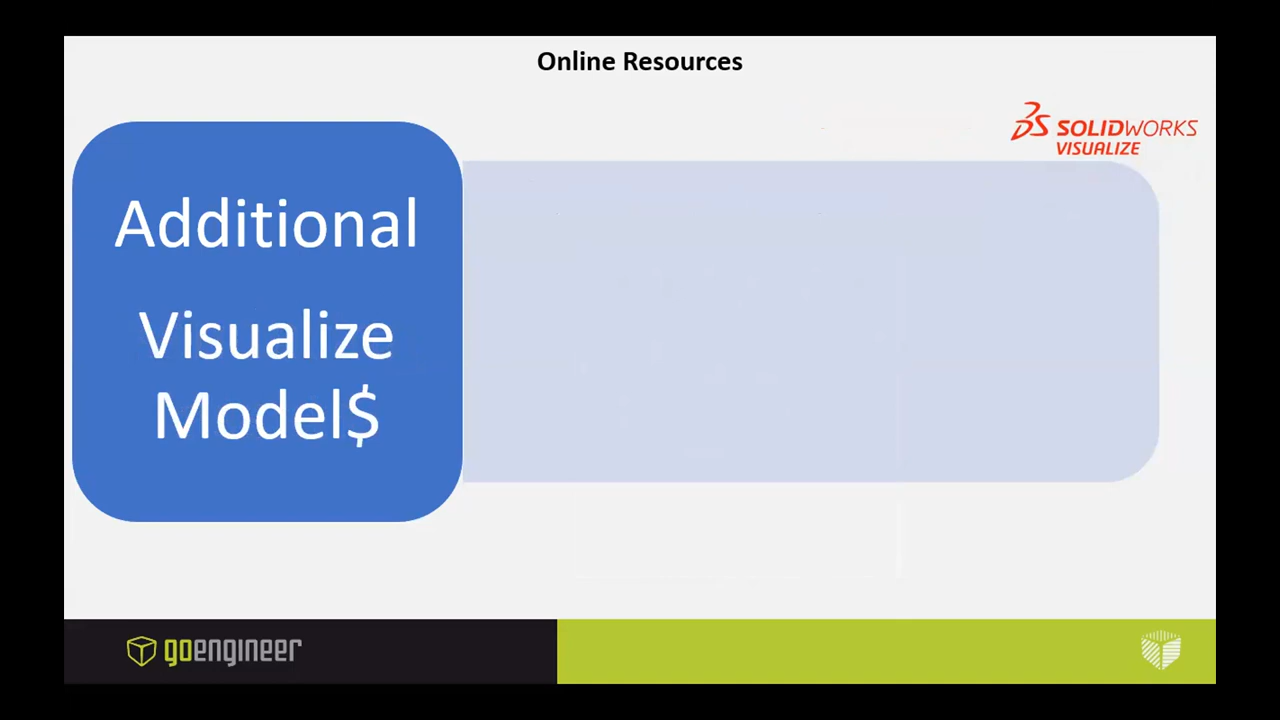 Online Resources
SOLIDWORKS
VISUALIZE
Additional
Visualize
Model$
goengineer